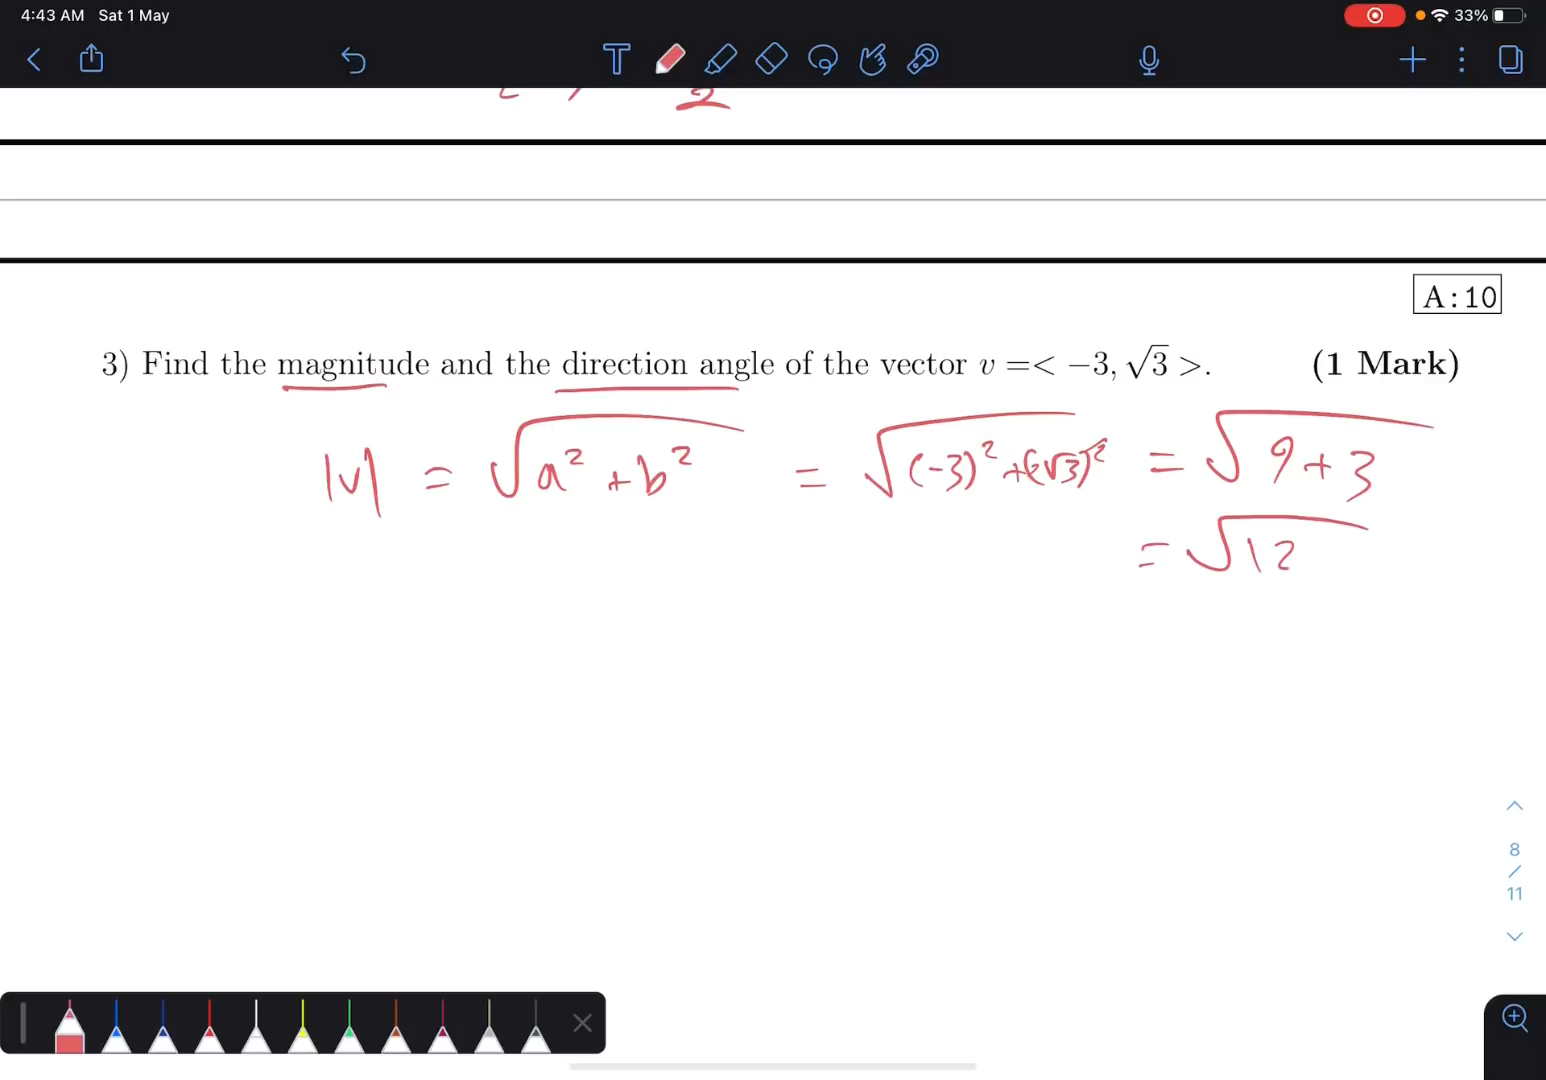 4:43 AM Sat 1 May
33%
2
A:10
3) Find the magnitude and the direction angle of the vector v =< −3, √3 >. (1 Mark)
|v| = √a² + b² = √(-3)² + (√3)² = √9 + 3
= √12
8
/
11